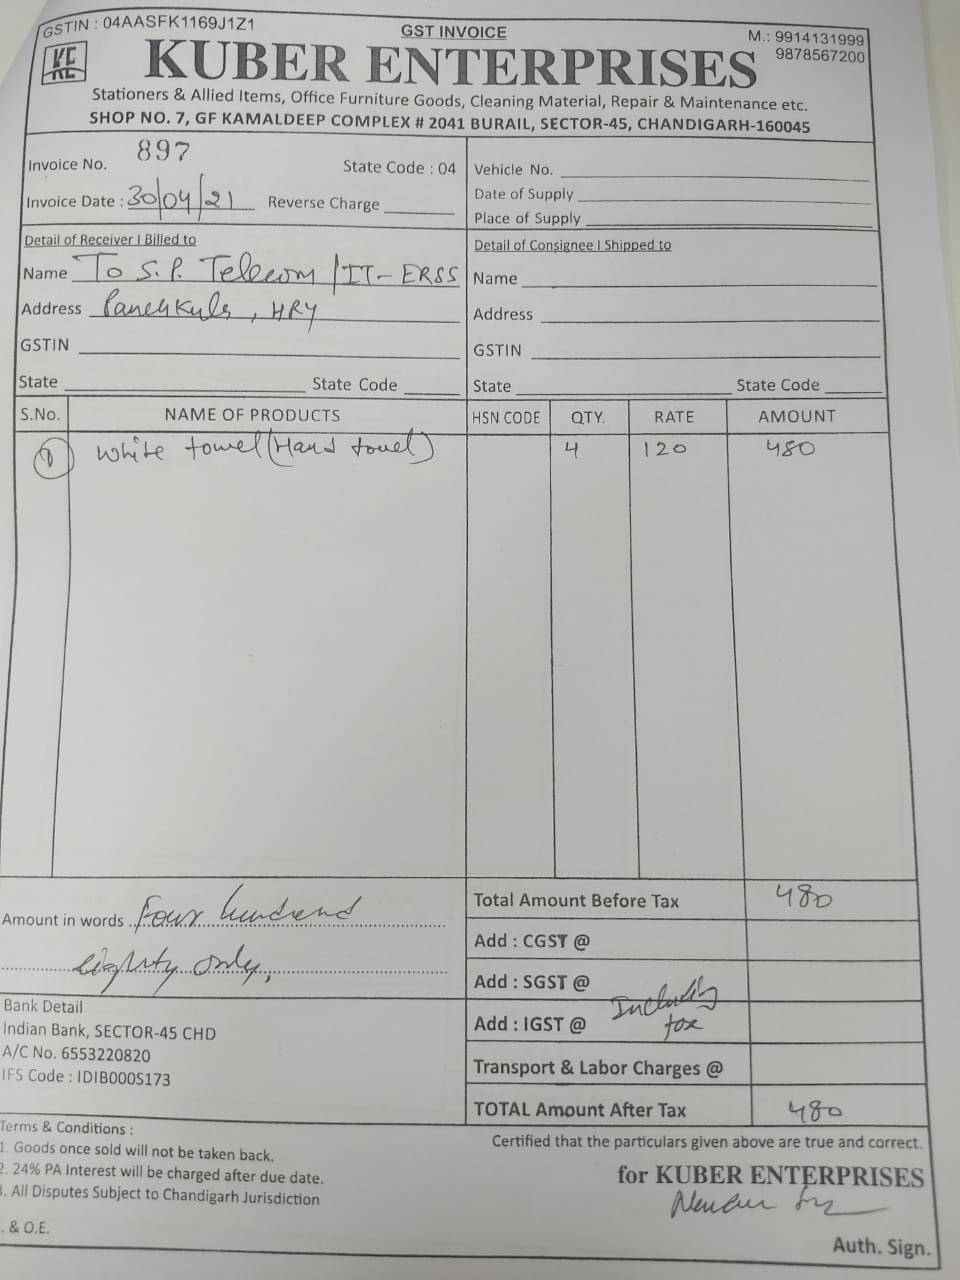 GSTIN : 04AASFK1169J1Z1
GST INVOICE
M.: 9914131999
9878567200
KUBER ENTERPRISES
Stationers & Allied Items, Office Furniture Goods, Cleaning Material, Repair & Maintenance etc.
SHOP NO. 7, GF KAMALDEEP COMPLEX # 2041 BURAIL, SECTOR-45, CHANDIGARH-160045
Invoice No. 897 State Code : 04
Invoice Date : 30/04/21 Reverse Charge
Vehicle No.
Date of Supply
Place of Supply
Detail of Receiver I Billed to
Name To S.P. Telecom / IT-ERSS
Address Panchkula, HRY
GSTIN
State State Code
Detail of Consignee I Shipped to
Name
Address
GSTIN
State State Code
S.No. NAME OF PRODUCTS HSN CODE QTY. RATE AMOUNT
1 White towel (Hand towel) 4 120 480
Amount in words Four hundrend
eighty only,
Total Amount Before Tax 480
Add : CGST @
Add : SGST @
Add : IGST @
Including
tax
Transport & Labor Charges @
TOTAL Amount After Tax 480
Bank Detail
Indian Bank, SECTOR-45 CHD
A/C No. 6553220820
IFS Code : IDIB000S173
Terms & Conditions :
1. Goods once sold will not be taken back.
2. 24% PA Interest will be charged after due date.
3. All Disputes Subject to Chandigarh Jurisdiction
. & O.E.
Certified that the particulars given above are true and correct.
for KUBER ENTERPRISES
Auth. Sign.